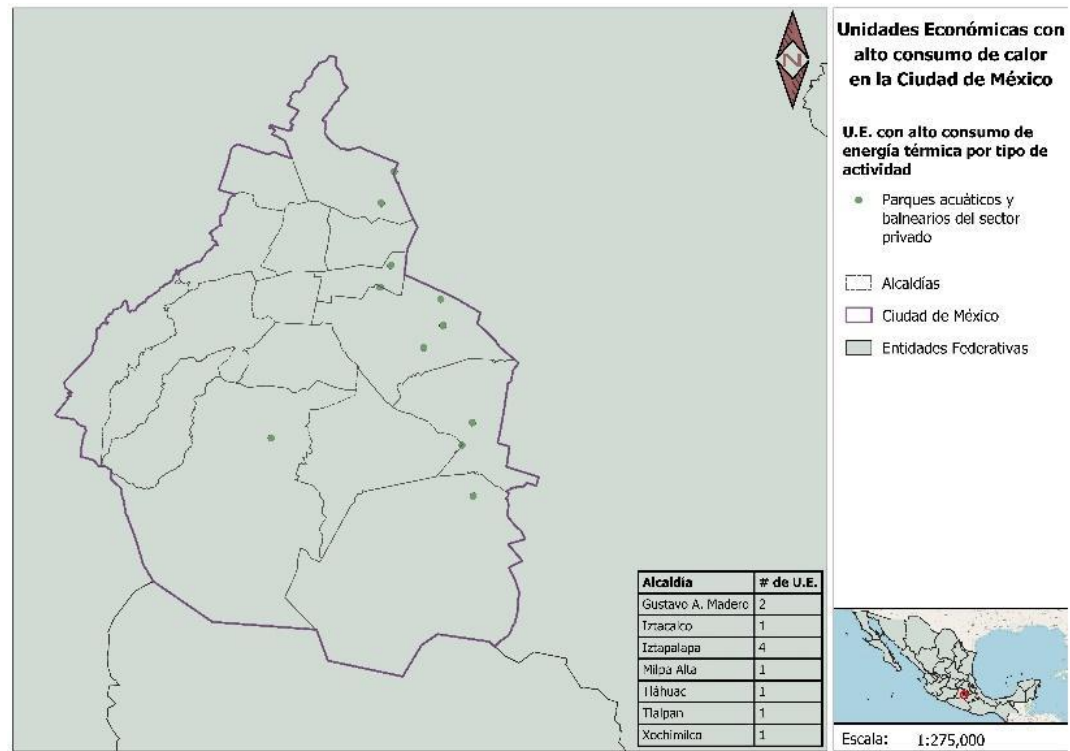 Unidades Económicas con
alto consumo de calor
en la Ciudad de México
U.E. con alto consumo de
energía térmica por tipo de
actividad
Parques acuáticos y
balnearios del sector
privado
Alcaldías
Ciudad de México
Entidades Federativas
N
Alcaldía # de U.E.
Gustavo A. Madero 2
Iztacalco 1
Iztapalapa 4
Milpa Alta 1
Tláhuac 1
Tlalpan 1
Xochimilco 1
Escala: 1:275,000